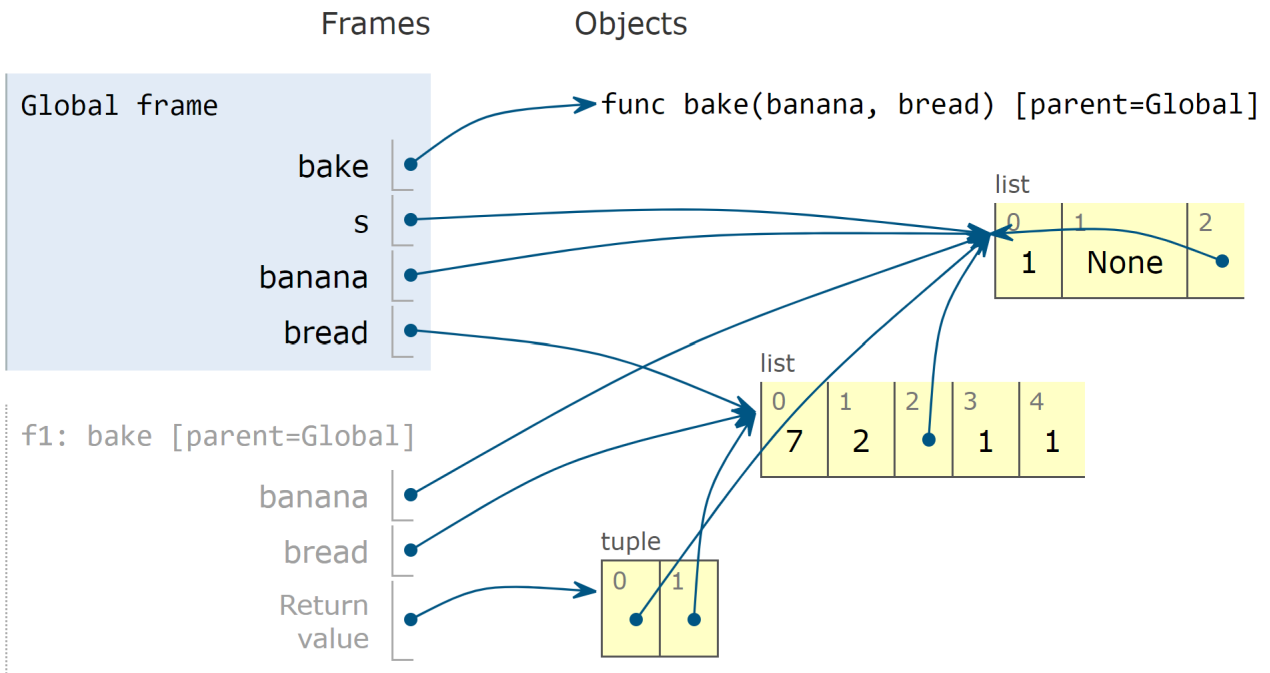 Frames Objects
Global frame
func bake(banana, bread) [parent=Global]
bake
s
banana
bread
list
0 1 2
1 None
list
0 1 2 3 4
7 2 1 1
f1: bake [parent=Global]
banana
bread
Return
value
tuple
0 1